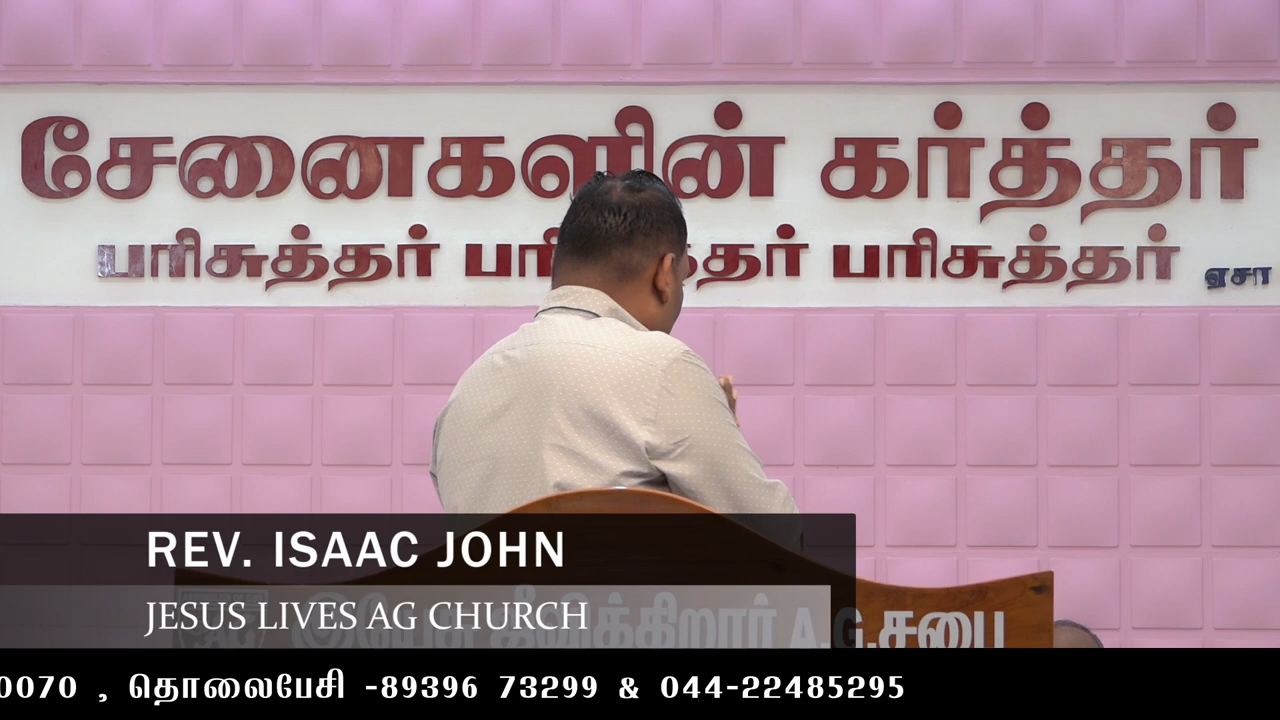 சேனைகளின் கர்த்தர்
பரிசுத்தர் பரிசுத்தர் பரிசுத்தர்
ஏசா
REV. ISAAC JOHN
JESUS LIVES AG CHURCH
ஜீவிக்கிறார் A.G.சபை
0070 , தொலைபேசி -89396 73299 & 044-22485295